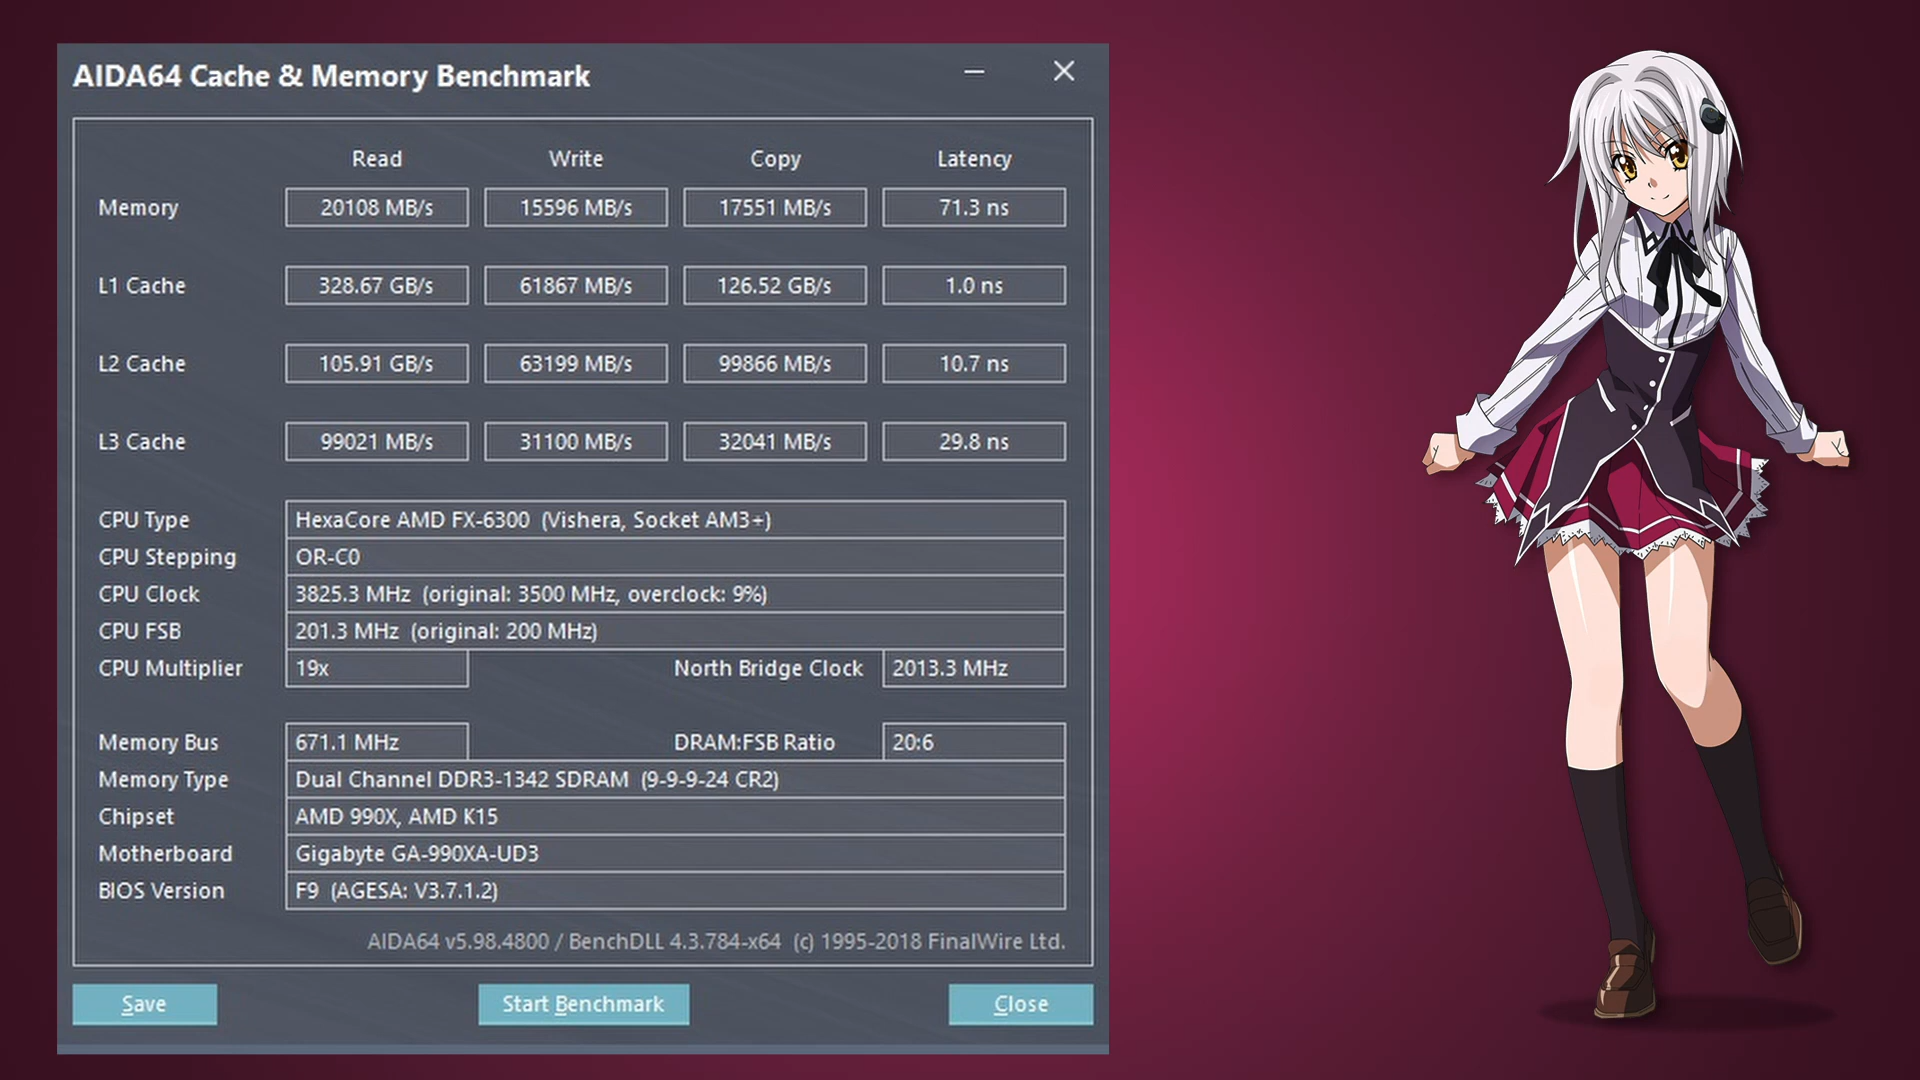 AIDA64 Cache & Memory Benchmark
Read Write Copy Latency
Memory 20108 MB/s 15596 MB/s 17551 MB/s 71.3 ns
L1 Cache 328.67 GB/s 61867 MB/s 126.52 GB/s 1.0 ns
L2 Cache 105.91 GB/s 63199 MB/s 99866 MB/s 10.7 ns
L3 Cache 99021 MB/s 31100 MB/s 32041 MB/s 29.8 ns
CPU Type HexaCore AMD FX-6300 (Vishera, Socket AM3+)
CPU Stepping OR-C0
CPU Clock 3825.3 MHz (original: 3500 MHz, overclock: 9%)
CPU FSB 201.3 MHz (original: 200 MHz)
CPU Multiplier 19x North Bridge Clock 2013.3 MHz
Memory Bus 671.1 MHz DRAM:FSB Ratio 20:6
Memory Type Dual Channel DDR3-1342 SDRAM (9-9-9-24 CR2)
Chipset AMD 990X, AMD K15
Motherboard Gigabyte GA-990XA-UD3
BIOS Version F9 (AGESA: V3.7.1.2)
AIDA64 v5.98.4800 / BenchDLL 4.3.784-x64 (c) 1995-2018 FinalWire Ltd.
Save Start Benchmark Close